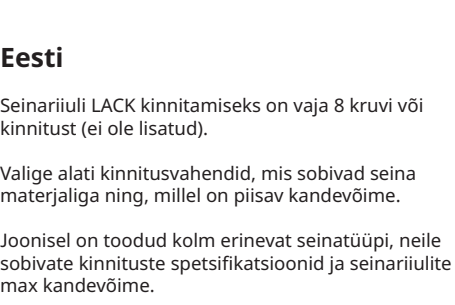 Eesti
Seinariiuli LACK kinnitamiseks on vaja 8 kruvi või
kinnitust (ei ole lisatud).
Valige alati kinnitusvahendid, mis sobivad seina
materjaliga ning, millel on piisav kandevõime.
Joonisel on toodud kolm erinevat seinatüüpi, neile
sobivate kinnituste spetsifikatsioonid ja seinariiulite
max kandevõime.